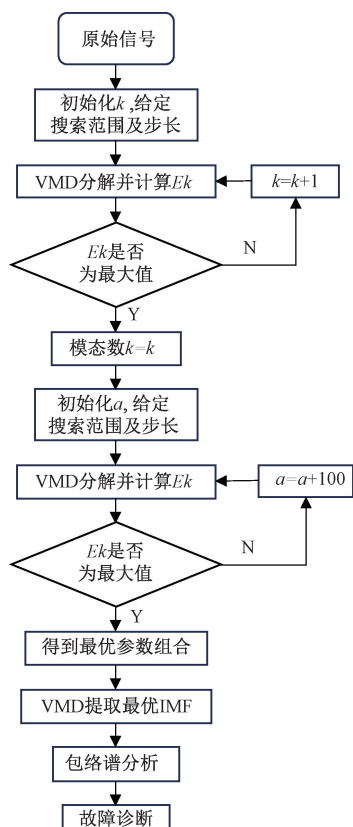 原始信号
初始化k,给定
搜索范围及步长
VMD分解并计算Ek
k=k+1
Ek是否
为最大值
N
Y
模态数k=k
初始化a,给定
搜索范围及步长
VMD分解并计算Ek
a=a+100
Ek是否
为最大值
N
Y
得到最优参数组合
VMD提取最优IMF
包络谱分析
故障诊断